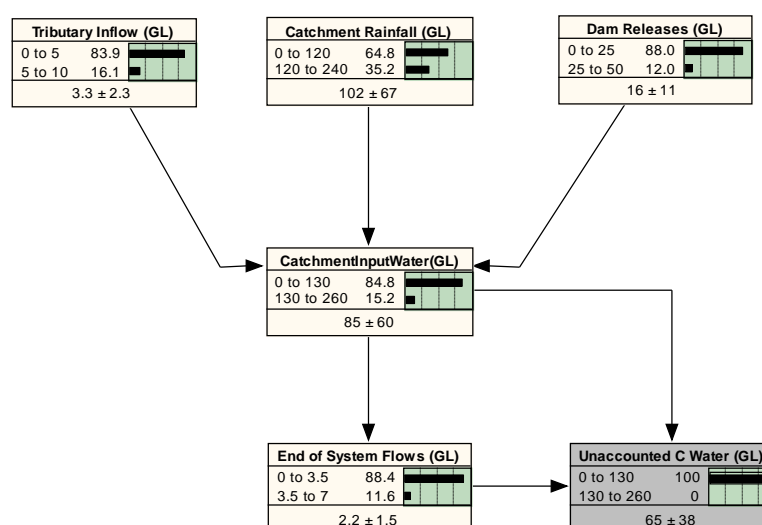 Tributary Inflow (GL)
0 to 5 83.9
5 to 10 16.1
3.3 ± 2.3
Catchment Rainfall (GL)
0 to 120 64.8
120 to 240 35.2
102 ± 67
Dam Releases (GL)
0 to 25 88.0
25 to 50 12.0
16 ± 11
CatchmentInputWater(GL)
0 to 130 84.8
130 to 260 15.2
85 ± 60
End of System Flows (GL)
0 to 3.5 88.4
3.5 to 7 11.6
2.2 ± 1.5
Unaccounted C Water (GL)
0 to 130 100
130 to 260 0
65 ± 38